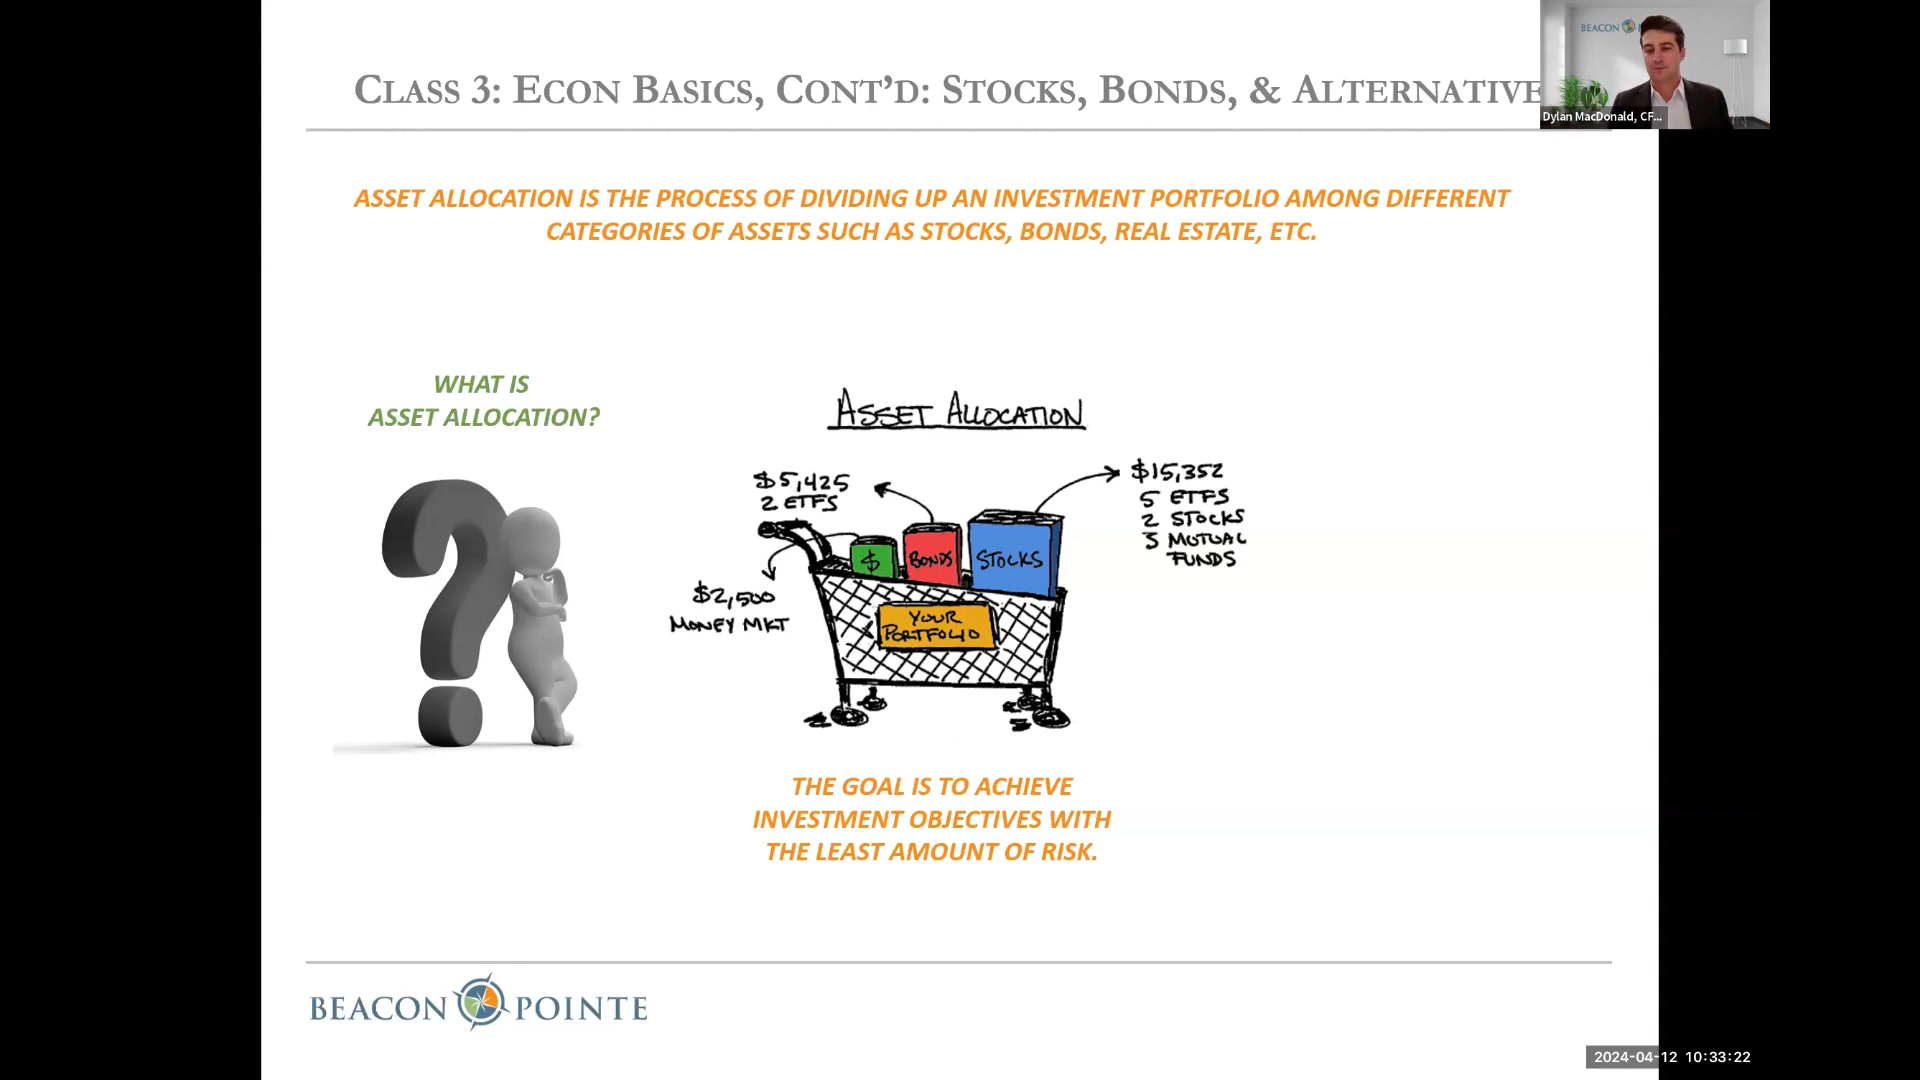 CLASS 3: ECON BASICS, CONT’D: STOCKS, BONDS, & ALTERNATIVE
BEACON
Dylan MacDonald, CF...
ASSET ALLOCATION IS THE PROCESS OF DIVIDING UP AN INVESTMENT PORTFOLIO AMONG DIFFERENT
CATEGORIES OF ASSETS SUCH AS STOCKS, BONDS, REAL ESTATE, ETC.
WHAT IS
ASSET ALLOCATION?
ASSET ALLOCATION
$5,425
2 ETFS
$15,352
5 ETFS
2 STOCKS
3 MUTUAL
FUNDS
$
BONDS
STOCKS
$2,500
MONEY MKT
YOUR
PORTFOLIO
THE GOAL IS TO ACHIEVE
INVESTMENT OBJECTIVES WITH
THE LEAST AMOUNT OF RISK.
BEACON POINTE
2024-04-12 10:33:22